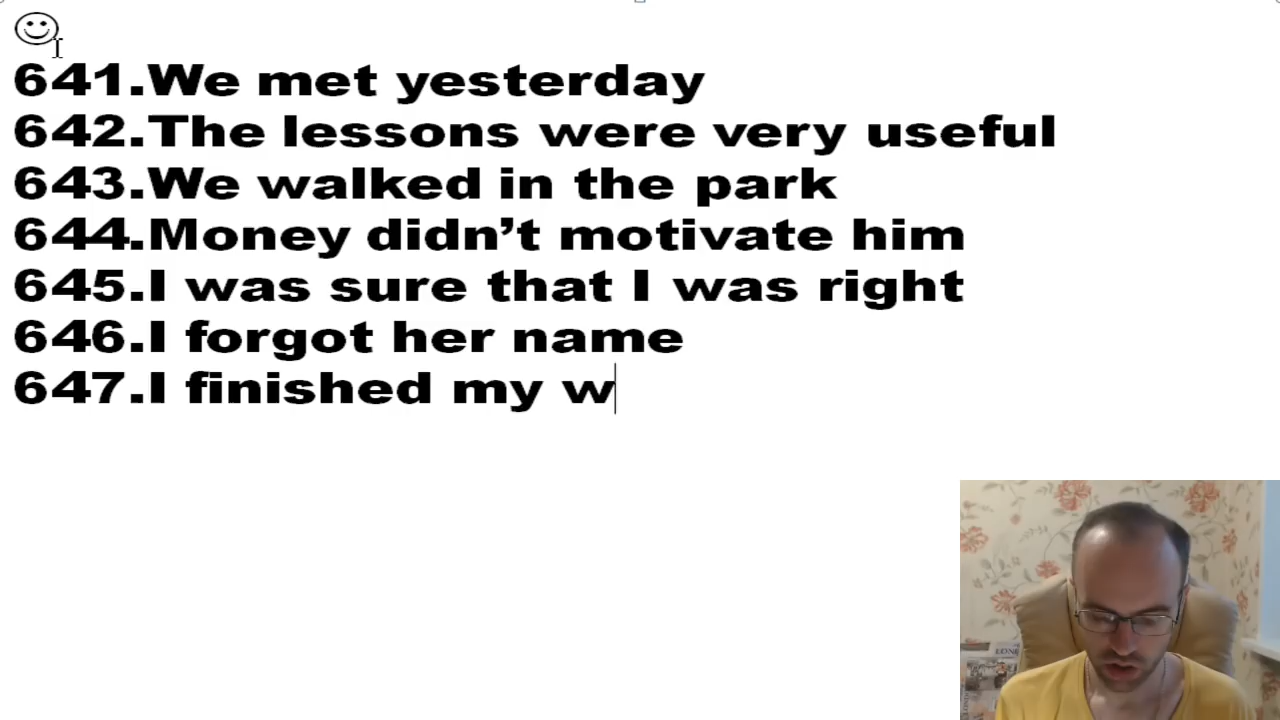 641.We met yesterday
642.The lessons were very useful
643.We walked in the park
644.Money didn’t motivate him
645.I was sure that I was right
646.I forgot her name
647.I finished my w